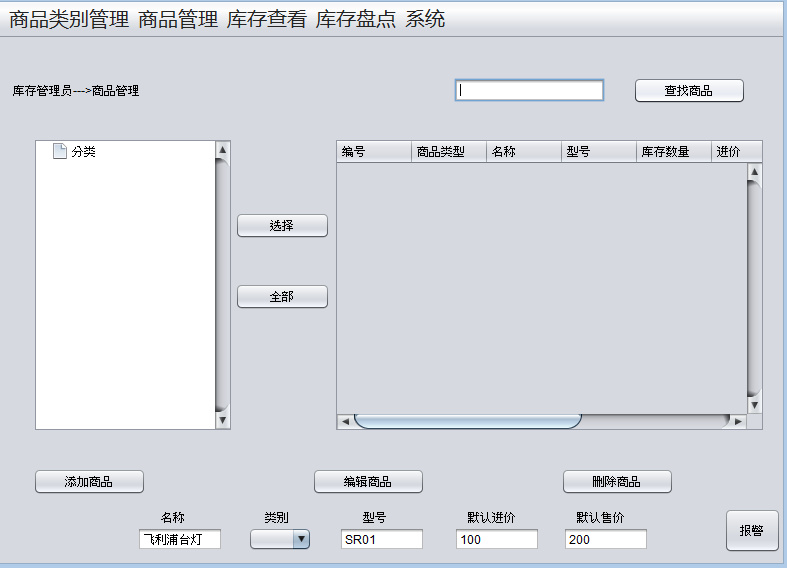 商品类别管理 商品管理 库存查看 库存盘点 系统
库存管理员--->商品管理 查找商品
分类 编号 商品类型 名称 型号 库存数量 进价
选择
全部
添加商品 编辑商品 删除商品
名称 类别 型号 默认进价 默认售价
飞利浦台灯 SR01 100 200 报警